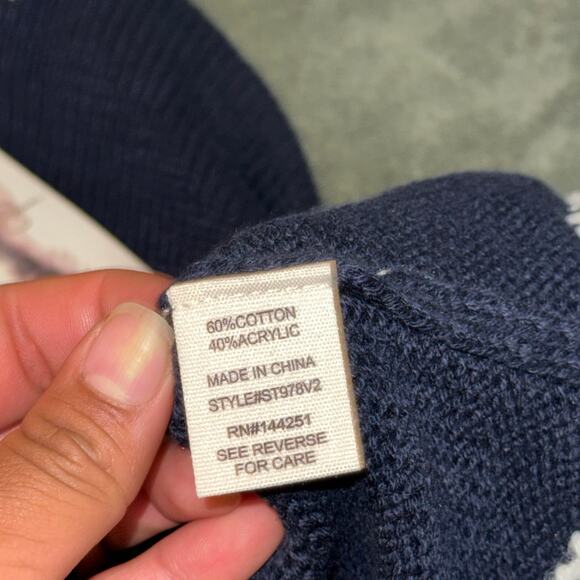 60%COTTON
40%ACRYLIC
MADE IN CHINA
STYLE#ST978V2
RN#144251
SEE REVERSE
FOR CARE